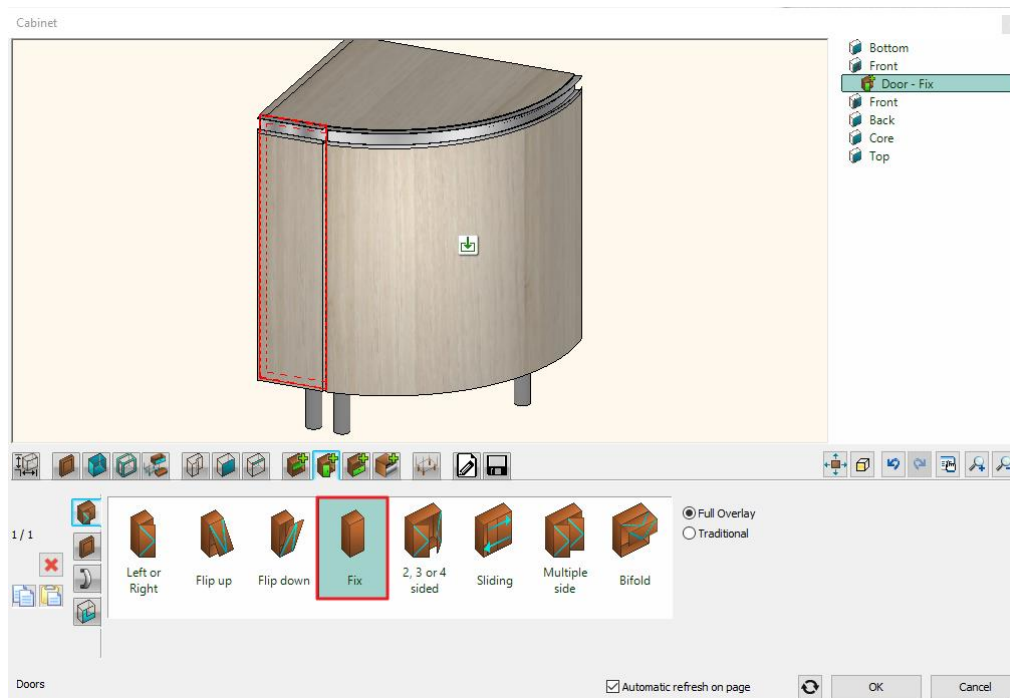 Cabinet
Bottom
Front
Door - Fix
Front
Back
Core
Top
1 / 1
Left or
Right
Flip up
Flip down
Fix
2, 3 or 4
sided
Sliding
Multiple
side
Bifold
Full Overlay
Traditional
Doors
Automatic refresh on page
OK
Cancel